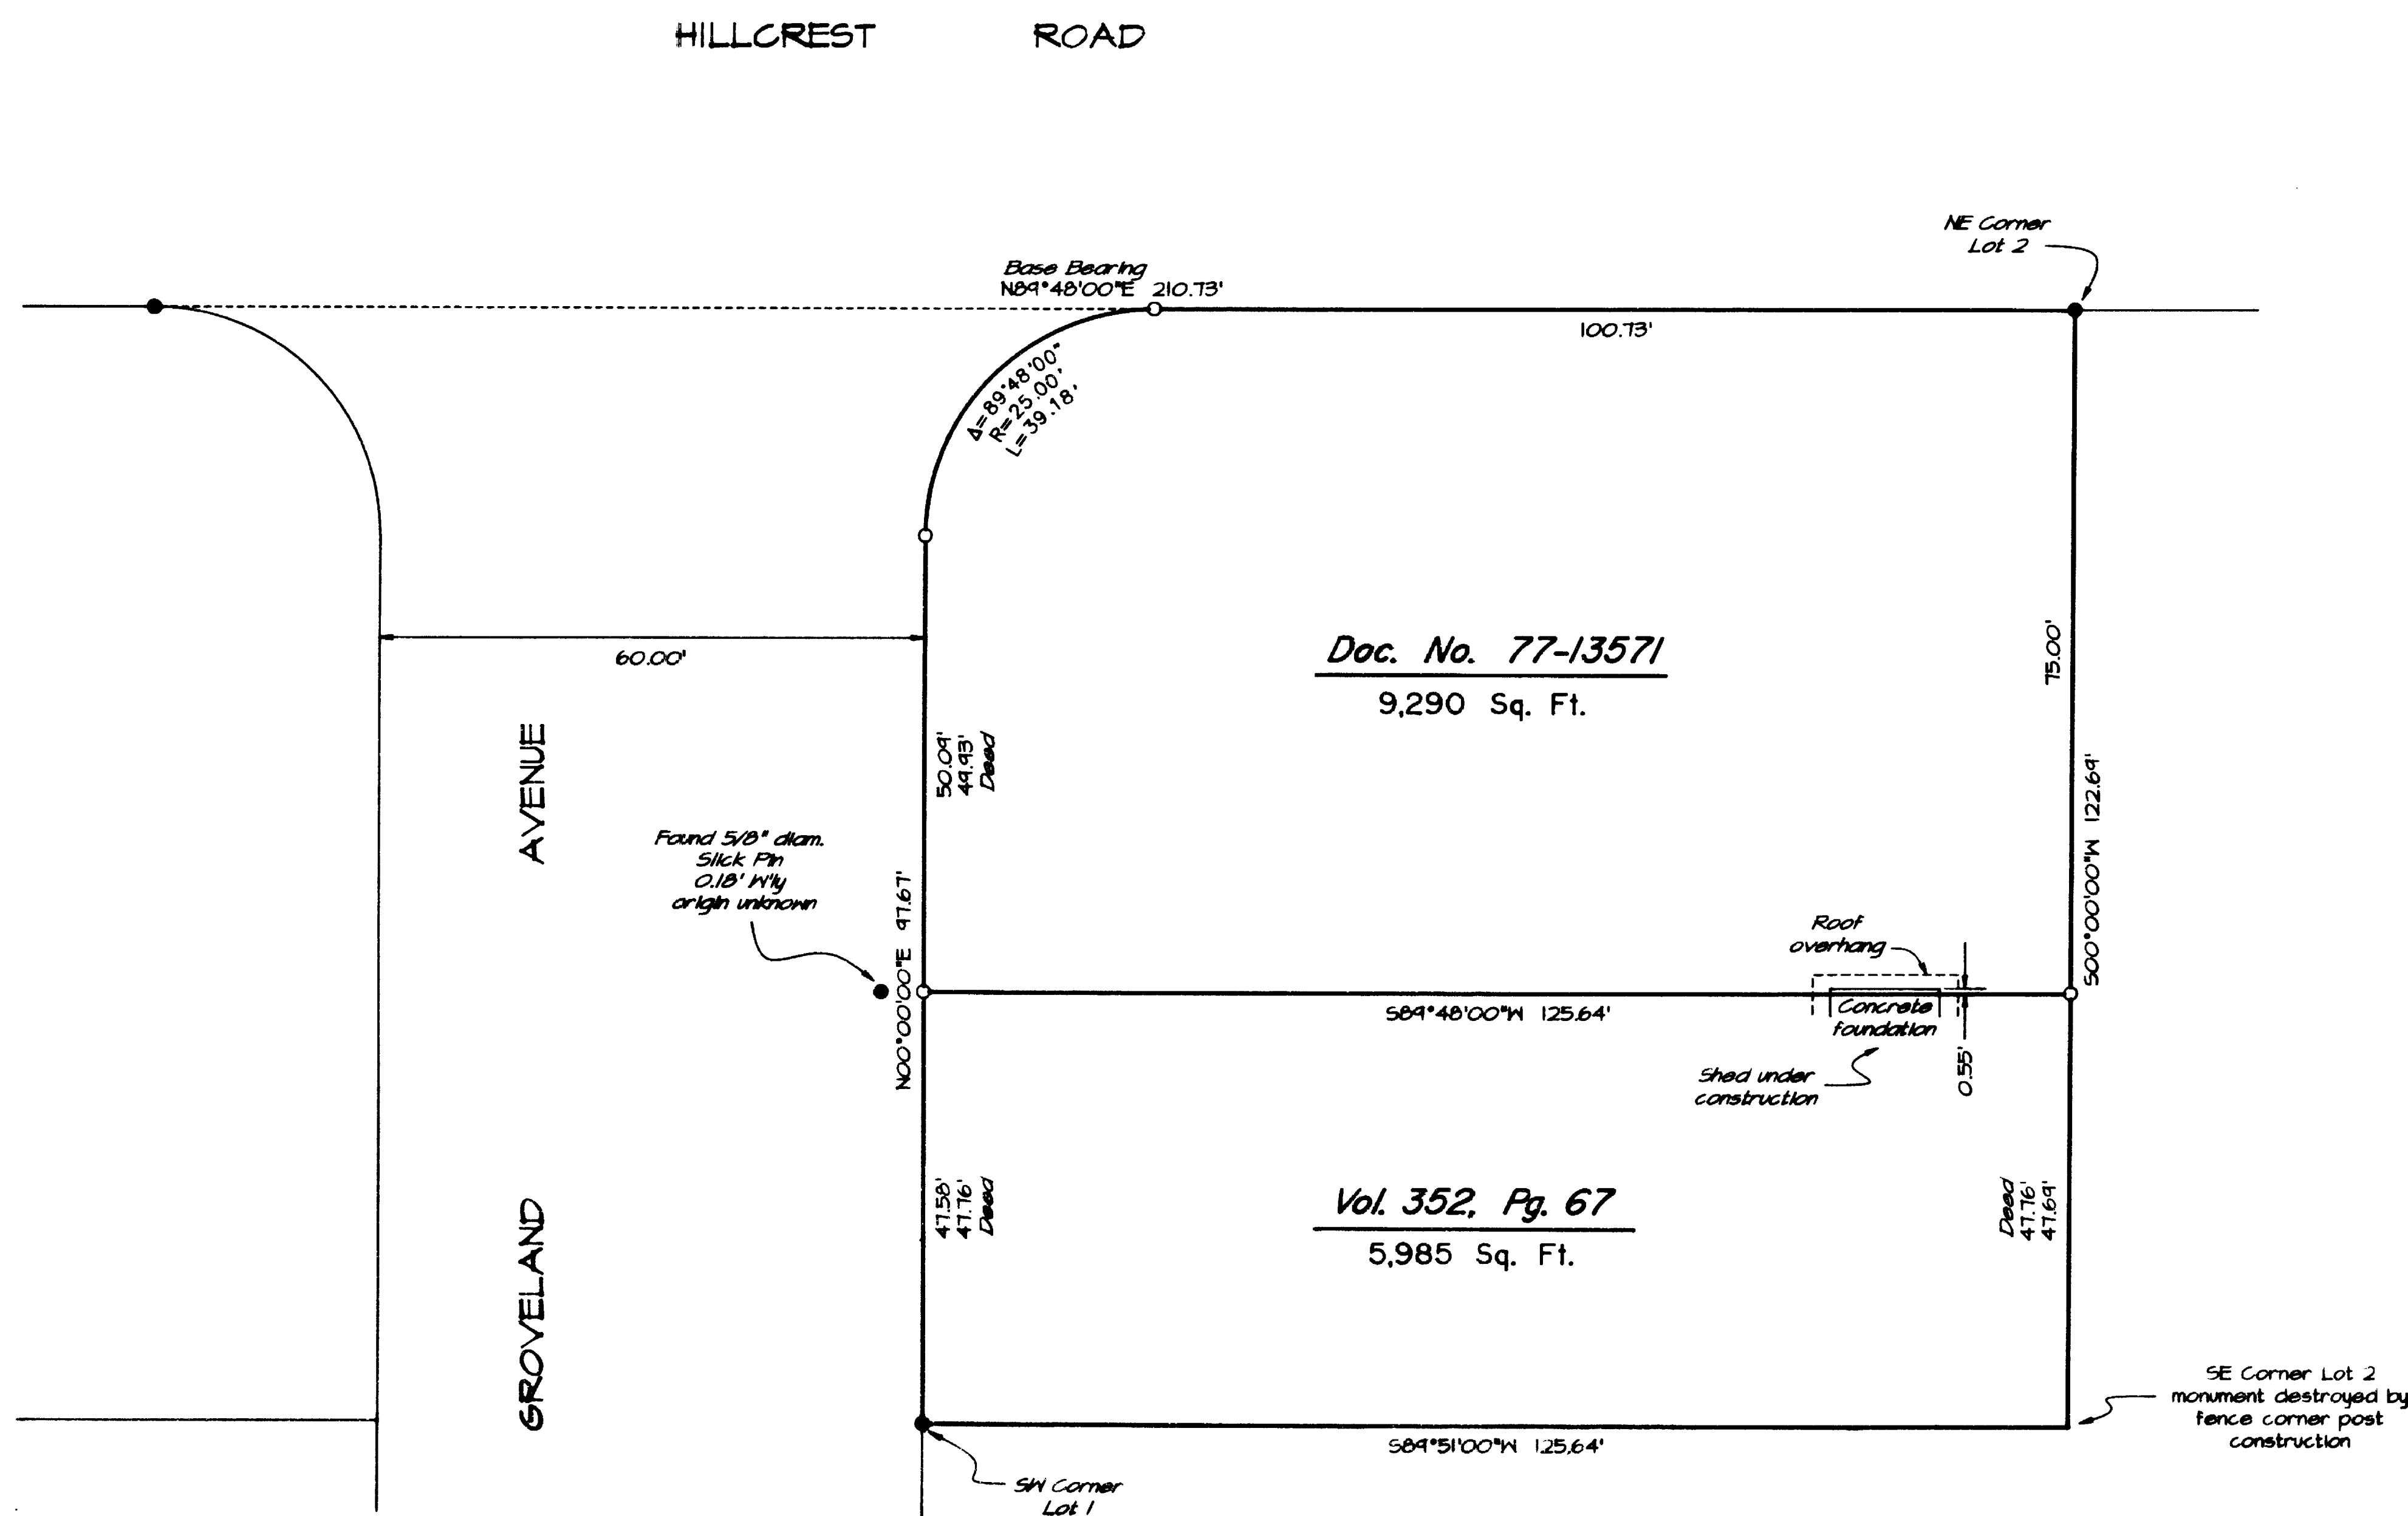 HILLCREST ROAD
NE Corner
Lot 2
Base Bearing
N89°48'00"E 210.73'
100.73'
Δ=89°48'00"
R=25.00'
L=39.18'
60.00'
Doc. No. 77-13571
9,290 Sq. Ft.
75.00'
S00°00'00"W 122.69'
50.09'
49.93'
Deed
GROVELAND AVENUE
Found 5/8" diam.
Slick Pin
0.18' W'ly
origin unknown
N00°00'00"E 97.67'
Roof
overhang
S89°48'00"W 125.64'
Concrete
foundation
0.55'
Shed under
construction
47.58'
47.76'
Deed
Vol. 352, Pg. 67
5,985 Sq. Ft.
Deed
47.76'
47.69'
SE Corner Lot 2
monument destroyed by
fence corner post
construction
S89°51'00"W 125.64'
SW Corner
Lot 1